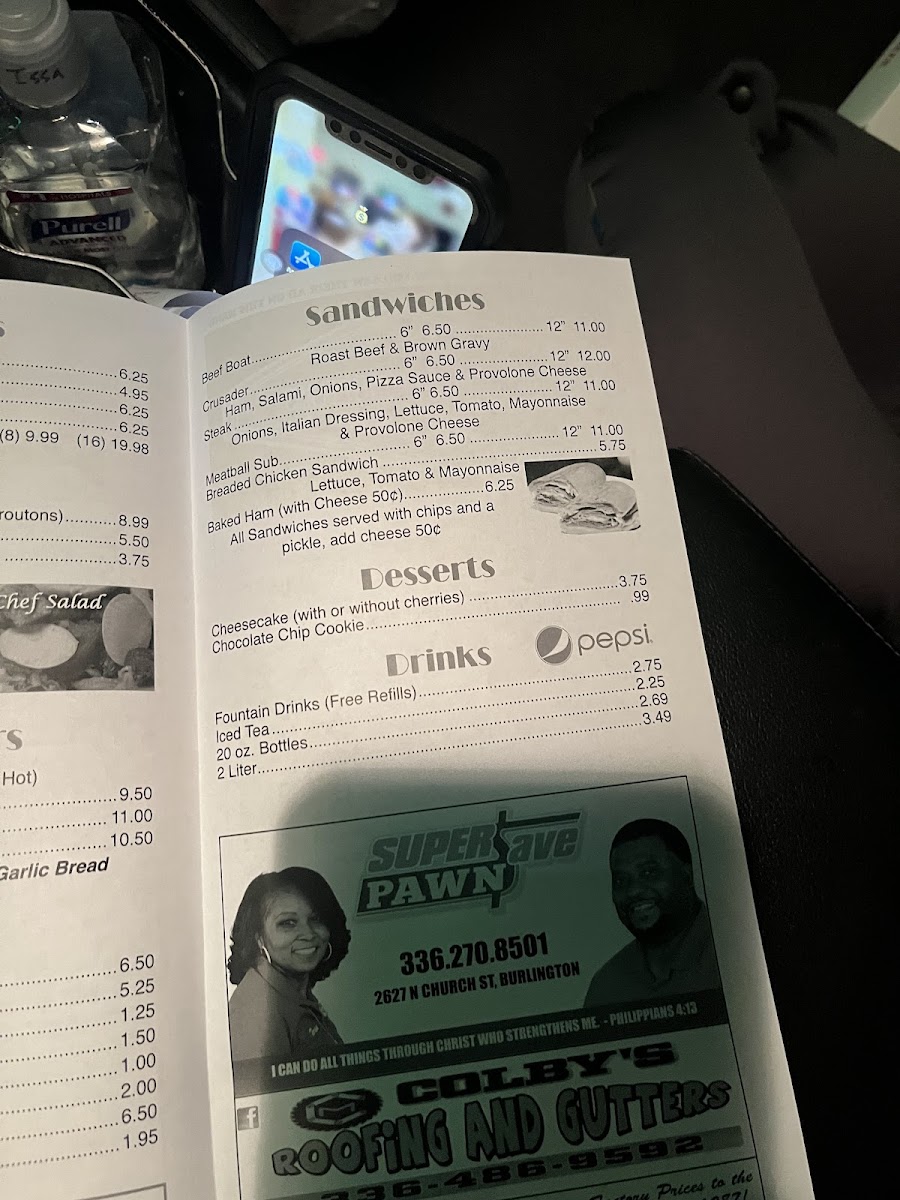 ISSA
Purell
ADVANCED
s
6.25
4.95
6.25
6.25
(8) 9.99 (16) 19.98
routons)..........8.99
5.50
3.75
Chef Salad
rs
Hot)
9.50
11.00
10.50
Garlic Bread
6.50
5.25
1.25
1.50
1.00
2.00
6.50
1.95
Sandwiches
Beef Boat.............................. 6” 6.50 .................... 12” 11.00
Roast Beef & Brown Gravy
Crusader.............................. 6” 6.50 .................... 12” 12.00
Ham, Salami, Onions, Pizza Sauce & Provolone Cheese
Steak .................................. 6” 6.50 .................... 12” 11.00
Onions, Italian Dressing, Lettuce, Tomato, Mayonnaise
& Provolone Cheese
Meatball Sub.......................... 6” 6.50 .................... 12” 11.00
Breaded Chicken Sandwich ........................................ 5.75
Lettuce, Tomato & Mayonnaise
Baked Ham (with Cheese 50¢)..................6.25
All Sandwiches served with chips and a
pickle, add cheese 50¢
Desserts
Cheesecake (with or without cherries) .......................3.75
Chocolate Chip Cookie................................................ .99
Drinks
pepsi
Fountain Drinks (Free Refills)....................................2.75
Iced Tea..................................................................2.25
20 oz. Bottles...........................................................2.69
2 Liter......................................................................3.49
SUPER Save
PAWN
336.270.8501
2627 N CHURCH ST, BURLINGTON
I CAN DO ALL THINGS THROUGH CHRIST WHO STRENGTHENS ME. - PHILIPPIANS 4:13
f
COLBY'S
ROOFING AND GUTTERS
336-486-9592
Prices to the